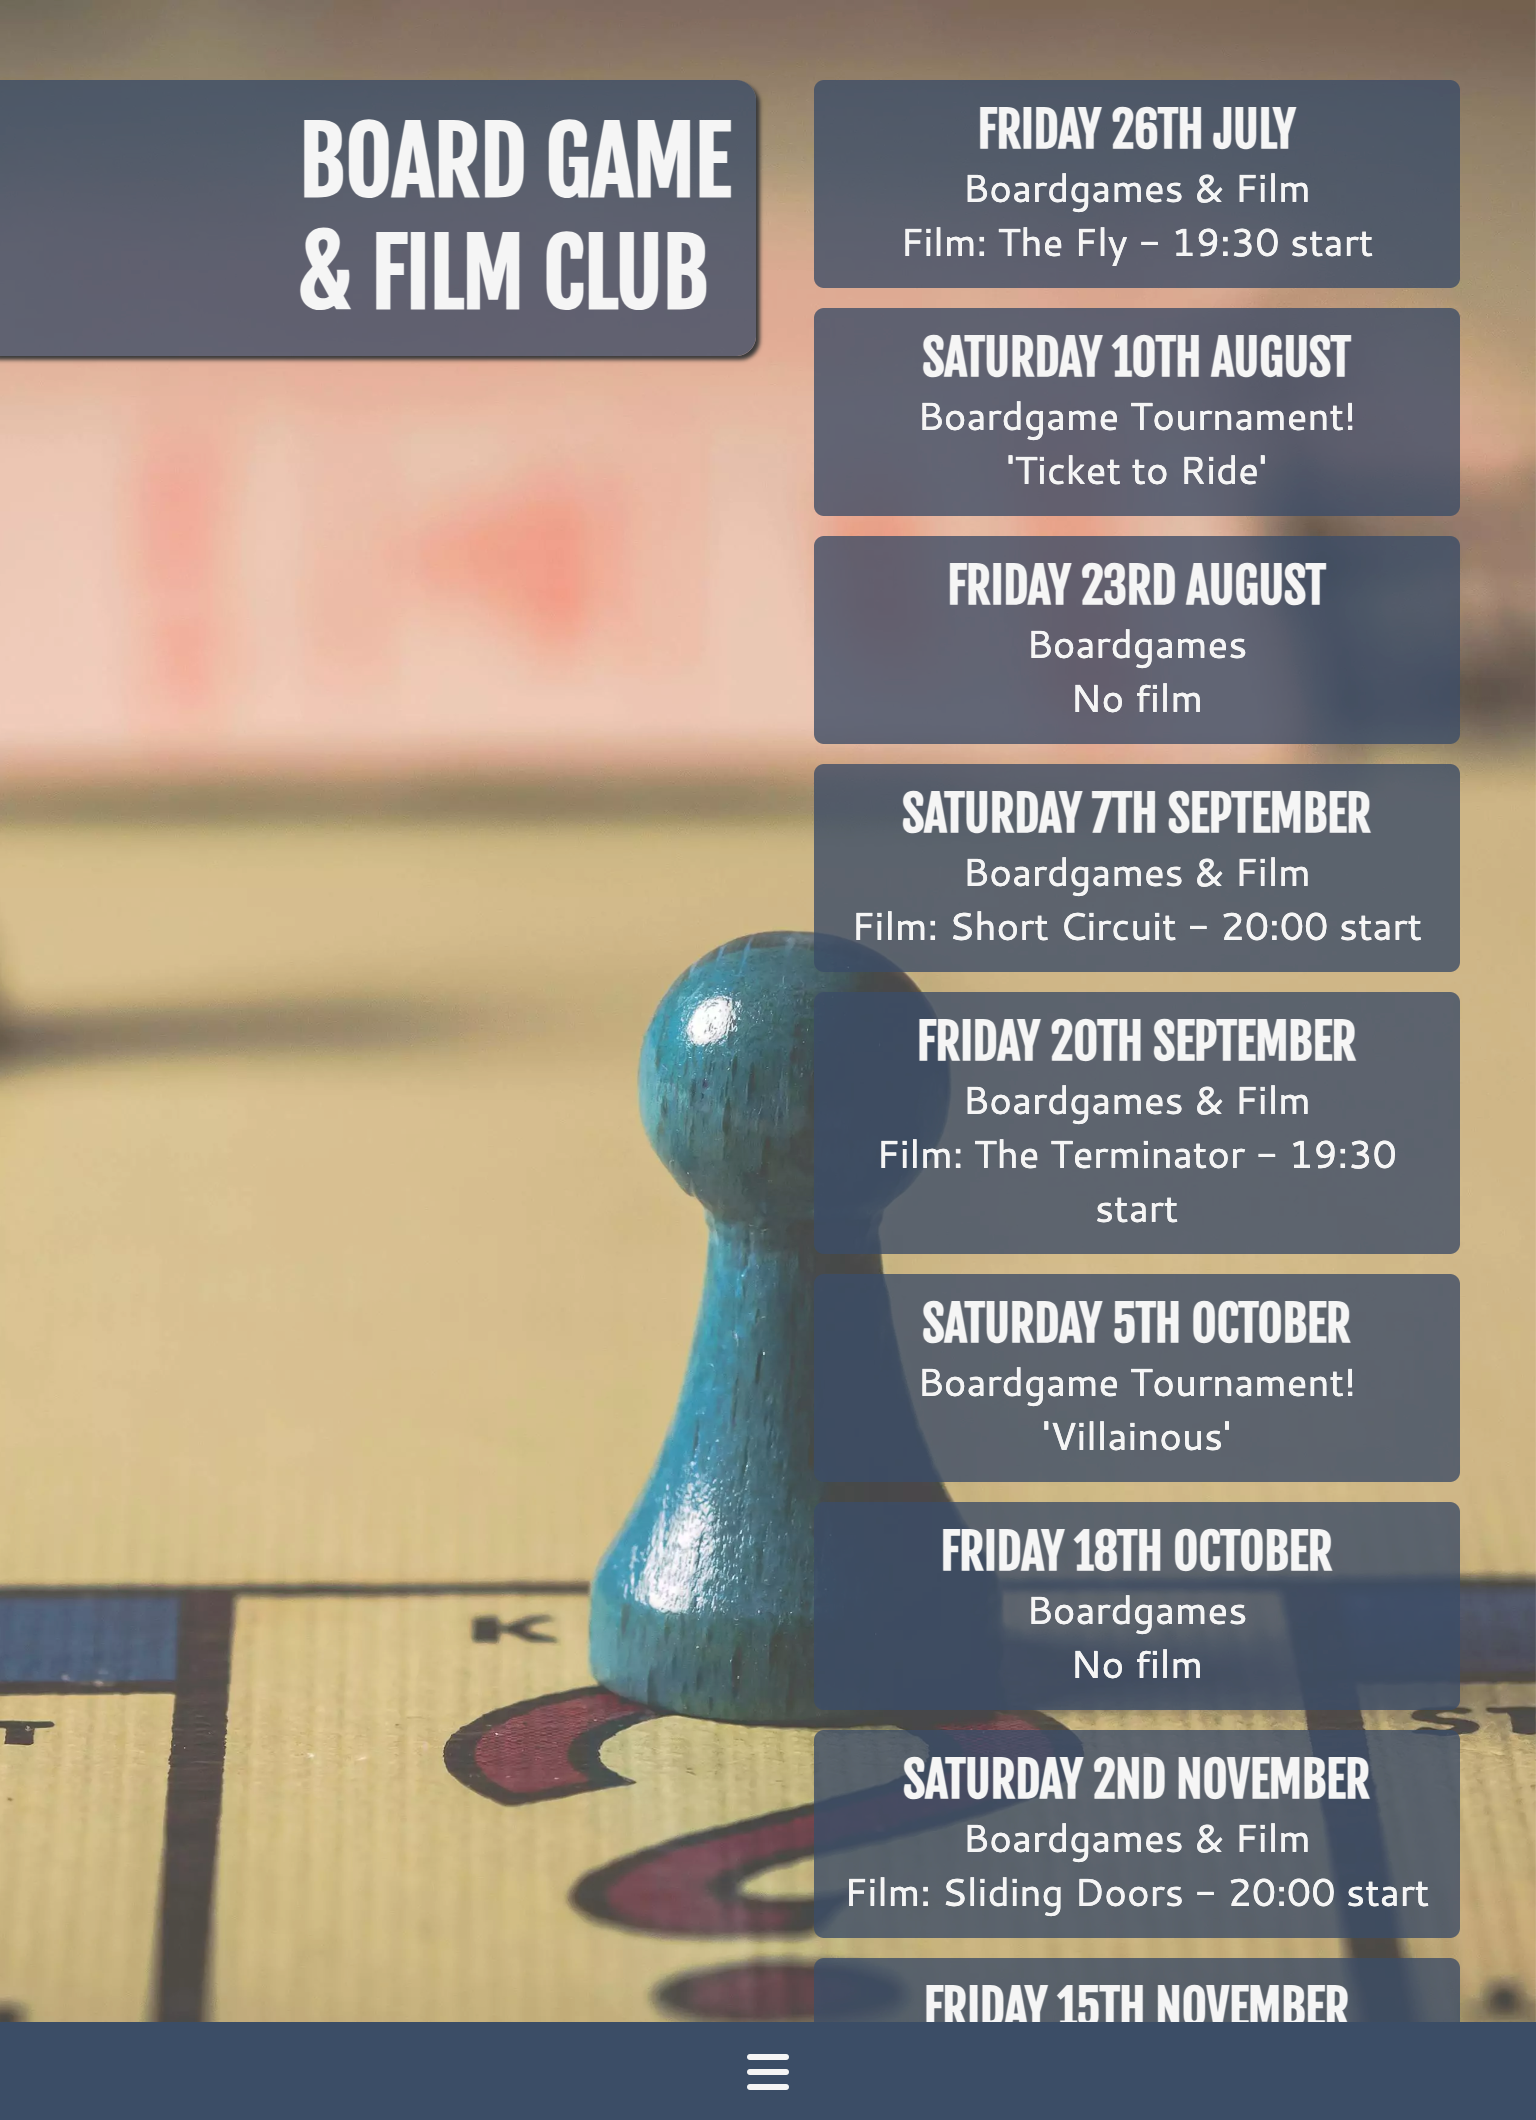 BOARD GAME
& FILM CLUB
FRIDAY 26TH JULY
Boardgames & Film
Film: The Fly - 19:30 start
SATURDAY 10TH AUGUST
Boardgame Tournament!
'Ticket to Ride'
FRIDAY 23RD AUGUST
Boardgames
No film
SATURDAY 7TH SEPTEMBER
Boardgames & Film
Film: Short Circuit - 20:00 start
FRIDAY 20TH SEPTEMBER
Boardgames & Film
Film: The Terminator - 19:30
start
SATURDAY 5TH OCTOBER
Boardgame Tournament!
'Villainous'
FRIDAY 18TH OCTOBER
Boardgames
No film
SATURDAY 2ND NOVEMBER
Boardgames & Film
Film: Sliding Doors - 20:00 start
FRIDAY 15TH NOVEMBER
K
T
ST